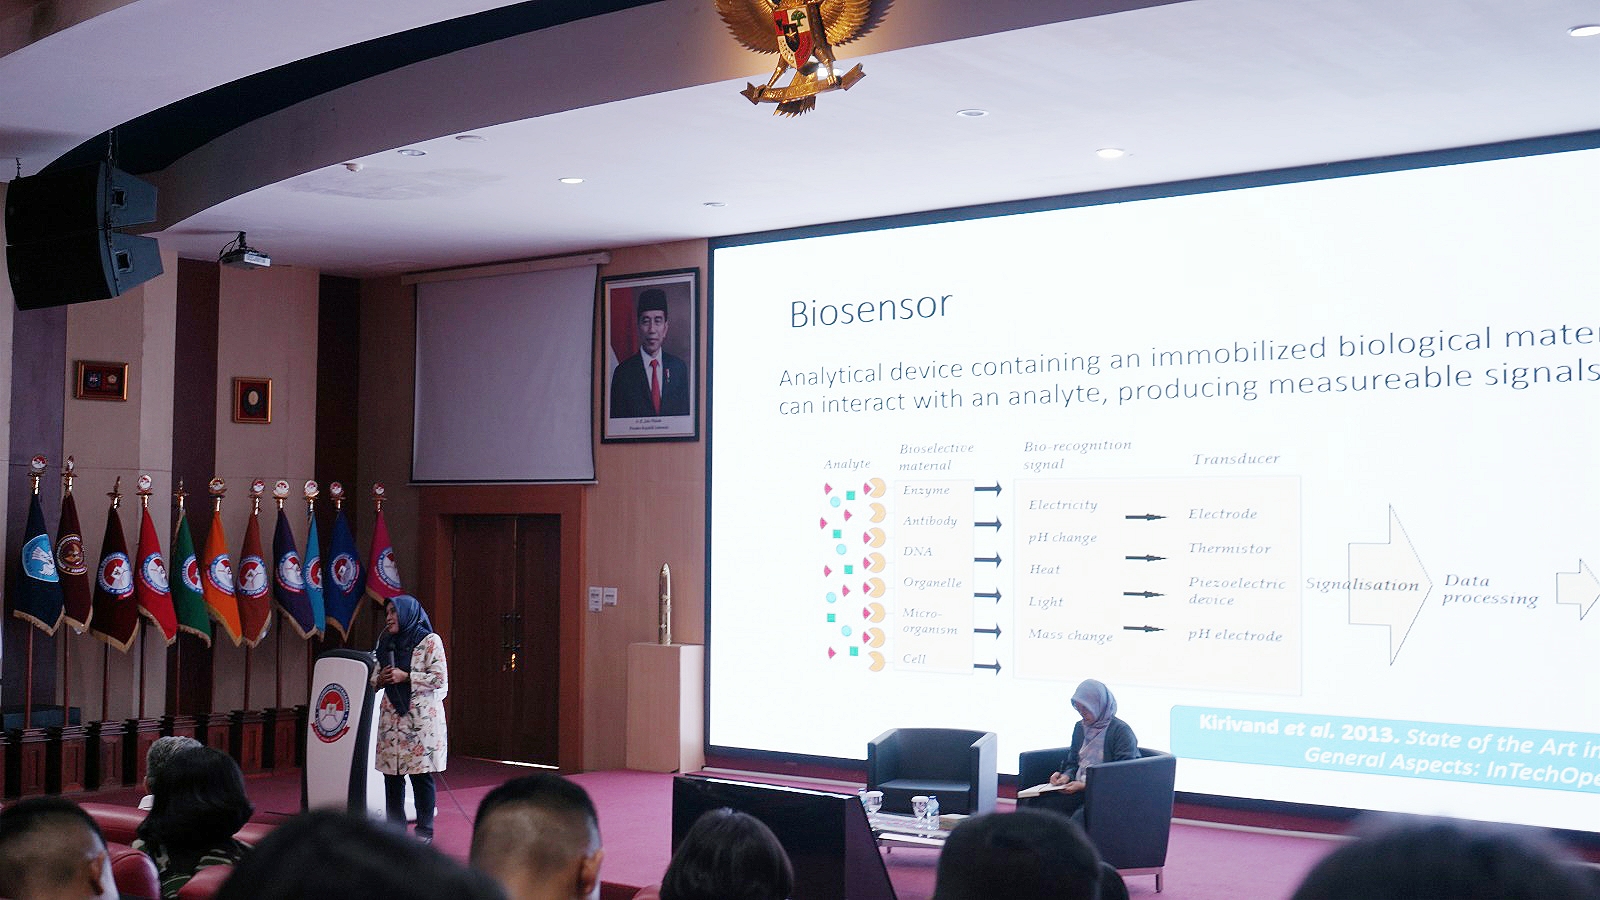 Biosensor
Analytical device containing an immobilized biological
can interact with an analyte, producing measureable signals
Analyte
Bioselective
material
Bio-recognition
signal
Transducer
Enzyme
Antibody
DNA
Organelle
Micro-
organism
Cell
Electricity
pH change
Heat
Light
Mass change
Electrode
Thermistor
Piezoelectric
device
pH electrode
Signalisation
Data
processing
Kirivand et al. 2013. State of the Art in
General Aspects: InTechOpe